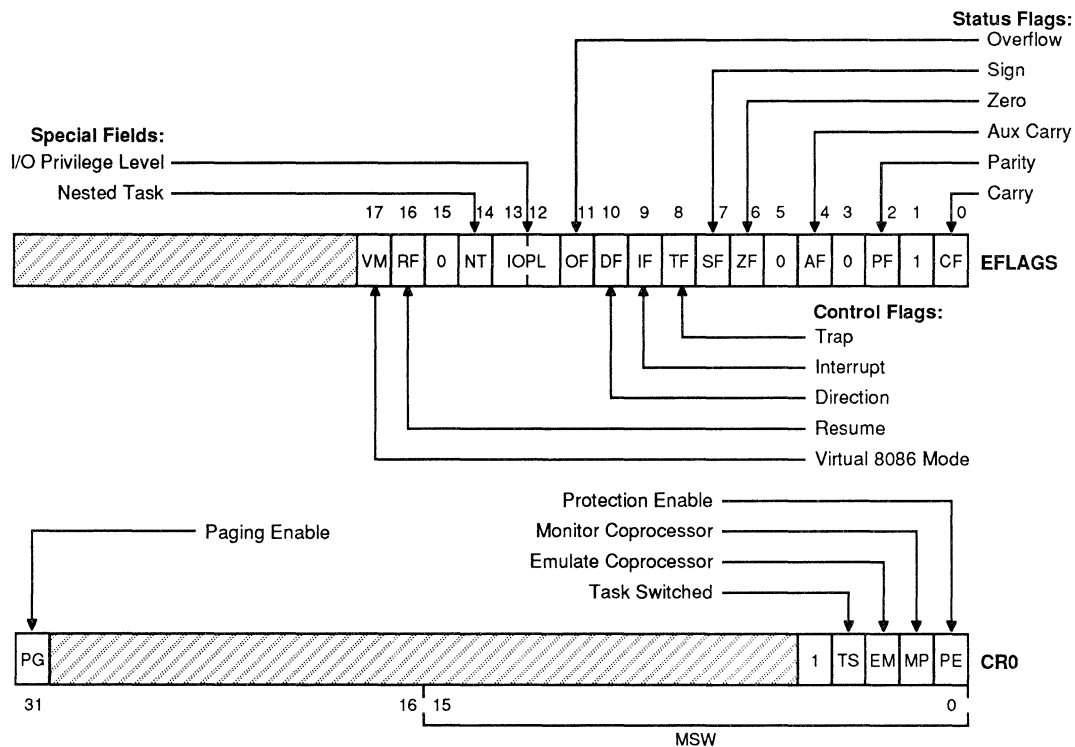 Status Flags:
Overflow
Sign
Zero
Special Fields:
Aux Carry
I/O Privilege Level
Parity
Nested Task
Carry
17 16 15 14 13 12 11 10 9 8 7 6 5 4 3 2 1 0
VM RF 0 NT IOPL OF DF IF TF SF ZF 0 AF 0 PF 1 CF EFLAGS
Control Flags:
Trap
Interrupt
Direction
Resume
Virtual 8086 Mode
Protection Enable
Paging Enable
Monitor Coprocessor
Emulate Coprocessor
Task Switched
PG 1 TS EM MP PE CR0
31 16 15 0
MSW